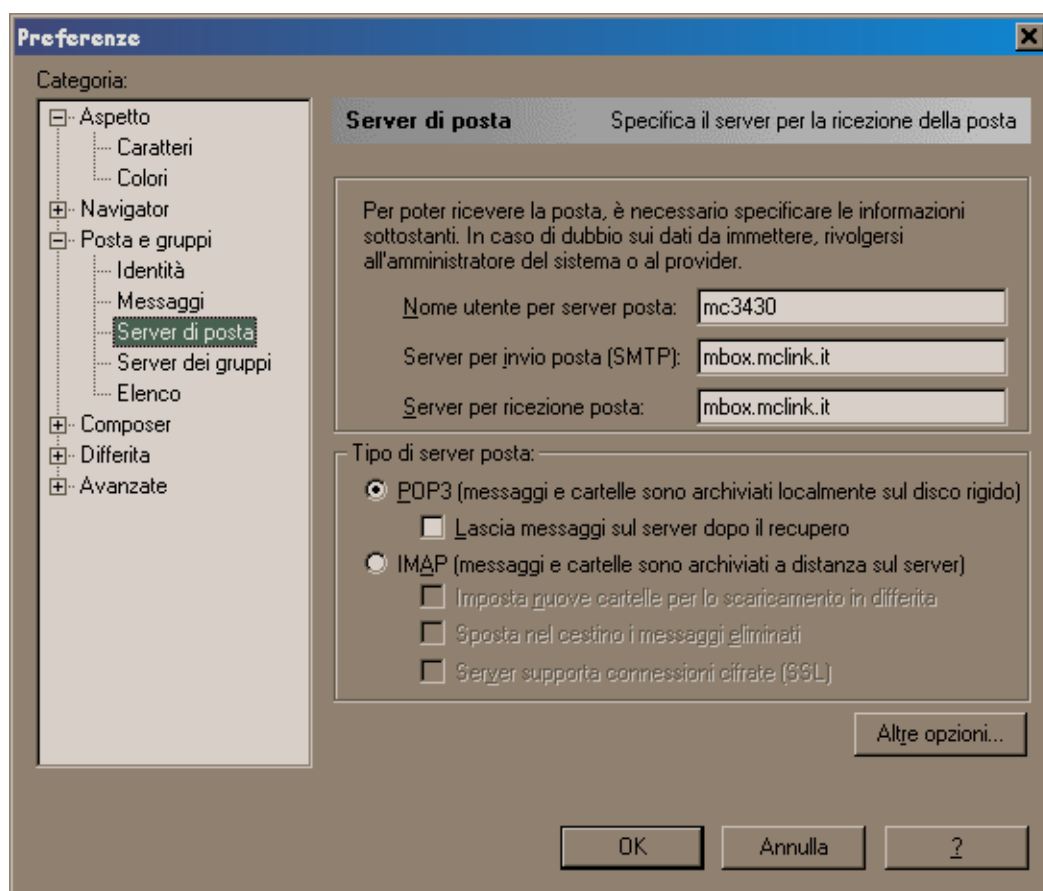 Preferenze
Categoria:
Aspetto
Caratteri
Colori
Navigator
Posta e gruppi
Identità
Messaggi
Server di posta
Server dei gruppi
Elenco
Composer
Differita
Avanzate
Server di posta Specifica il server per la ricezione della posta
Per poter ricevere la posta, è necessario specificare le informazioni
sottostanti. In caso di dubbio sui dati da immettere, rivolgersi
all'amministratore del sistema o al provider.
Nome utente per server posta: mc3430
Server per invio posta (SMTP): mbox.mclink.it
Server per ricezione posta: mbox.mclink.it
Tipo di server posta:
POP3 (messaggi e cartelle sono archiviati localmente sul disco rigido)
Lascia messaggi sul server dopo il recupero
IMAP (messaggi e cartelle sono archiviati a distanza sul server)
Imposta nuove cartelle per lo scaricamento in differita
Sposta nel cestino i messaggi eliminati
Server supporta connessioni cifrate (SSL)
Altre opzioni...
OK Annulla ?